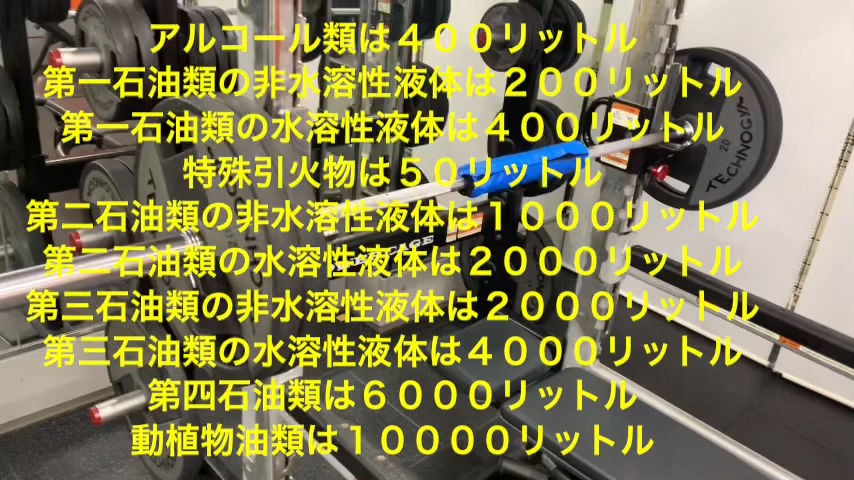 アルコール類は４００リットル
第一石油類の非水溶性液体は２００リットル
第一石油類の水溶性液体は４００リットル
特殊引火物は５０リットル
第二石油類の非水溶性液体は１０００リットル
第二石油類の水溶性液体は２０００リットル
第三石油類の非水溶性液体は２０００リットル
第三石油類の水溶性液体は４０００リットル
第四石油類は６０００リットル
動植物油類は１００００リットル
20
TECHNOGYM